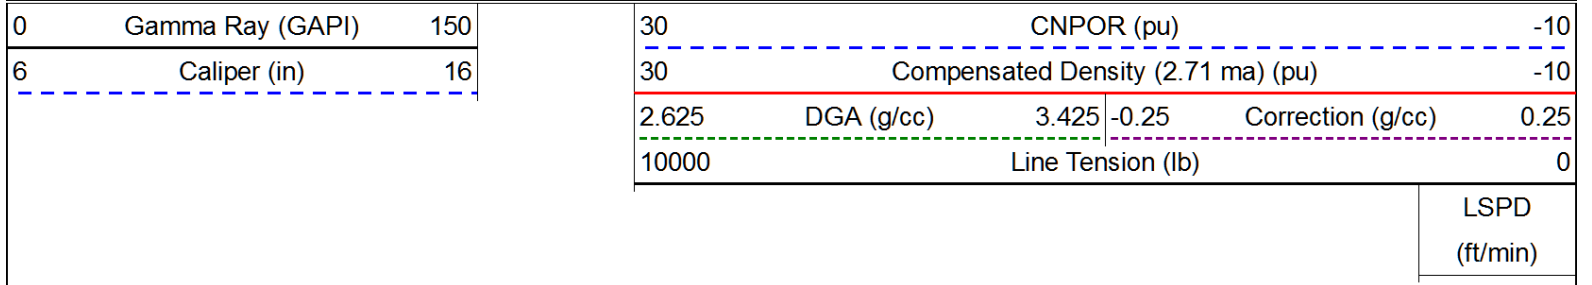 0 Gamma Ray (GAPI) 150 30 CNPOR (pu) -10
6 Caliper (in) 16 30 Compensated Density (2.71 ma) (pu) -10
2.625 DGA (g/cc) 3.425 -0.25 Correction (g/cc) 0.25
10000 Line Tension (lb) 0
LSPD
(ft/min)